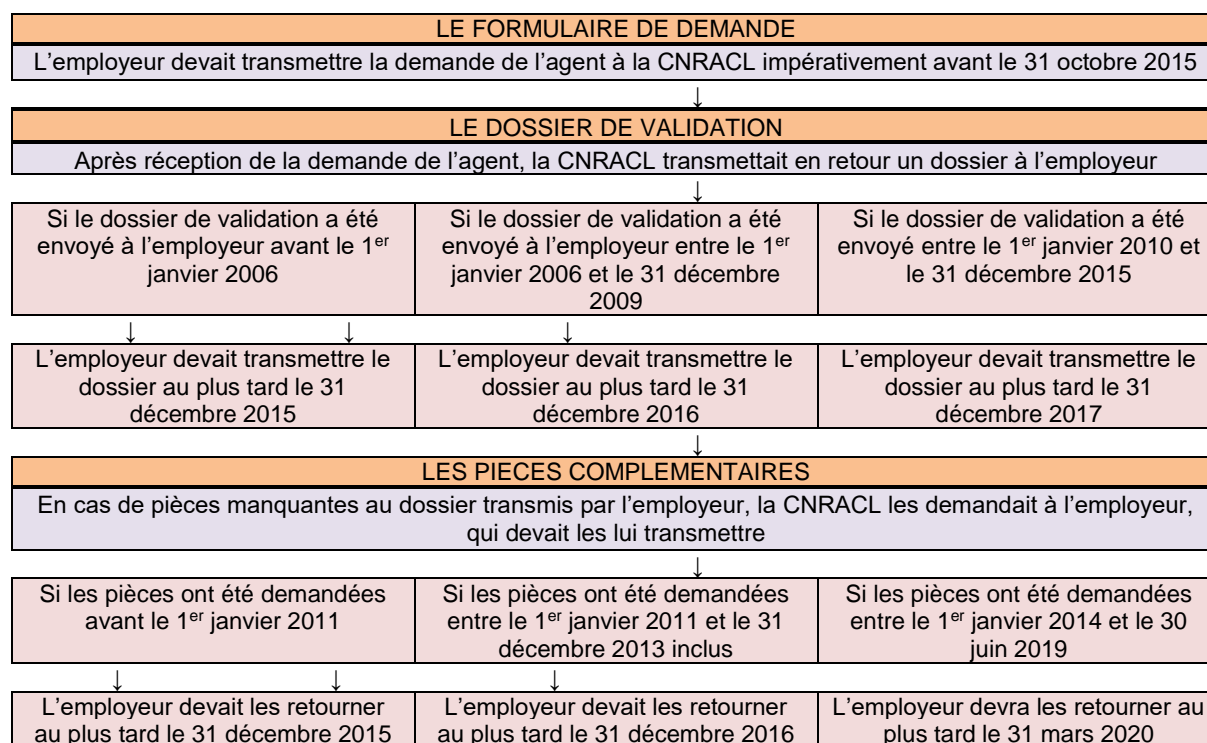 LE FORMULAIRE DE DEMANDE
L'employeur devait transmettre la demande de l'agent à la CNRACL impérativement avant le 31 octobre 2015
↓
LE DOSSIER DE VALIDATION
Après réception de la demande de l'agent, la CNRACL transmettait en retour un dossier à l'employeur
↓
Si le dossier de validation a été
envoyé à l'employeur avant le 1er
janvier 2006
Si le dossier de validation a été
envoyé à l'employeur entre le 1er
janvier 2006 et le 31 décembre
2009
Si le dossier de validation a été
envoyé entre le 1er janvier 2010 et
le 31 décembre 2015
↓ ↓ ↓
L'employeur devait transmettre le
dossier au plus tard le 31
décembre 2015
L'employeur devait transmettre le
dossier au plus tard le 31
décembre 2016
L'employeur devait transmettre le
dossier au plus tard le 31
décembre 2017
↓
LES PIECES COMPLEMENTAIRES
En cas de pièces manquantes au dossier transmis par l'employeur, la CNRACL les demandait à l'employeur,
qui devait les lui transmettre
↓
Si les pièces ont été demandées
avant le 1er janvier 2011
Si les pièces ont été demandées
entre le 1er janvier 2011 et le 31
décembre 2013 inclus
Si les pièces ont été demandées
entre le 1er janvier 2014 et le 30
juin 2019
↓ ↓ ↓
L'employeur devait les retourner
au plus tard le 31 décembre 2015
L'employeur devait les retourner
au plus tard le 31 décembre 2016
L'employeur devra les retourner au
plus tard le 31 mars 2020